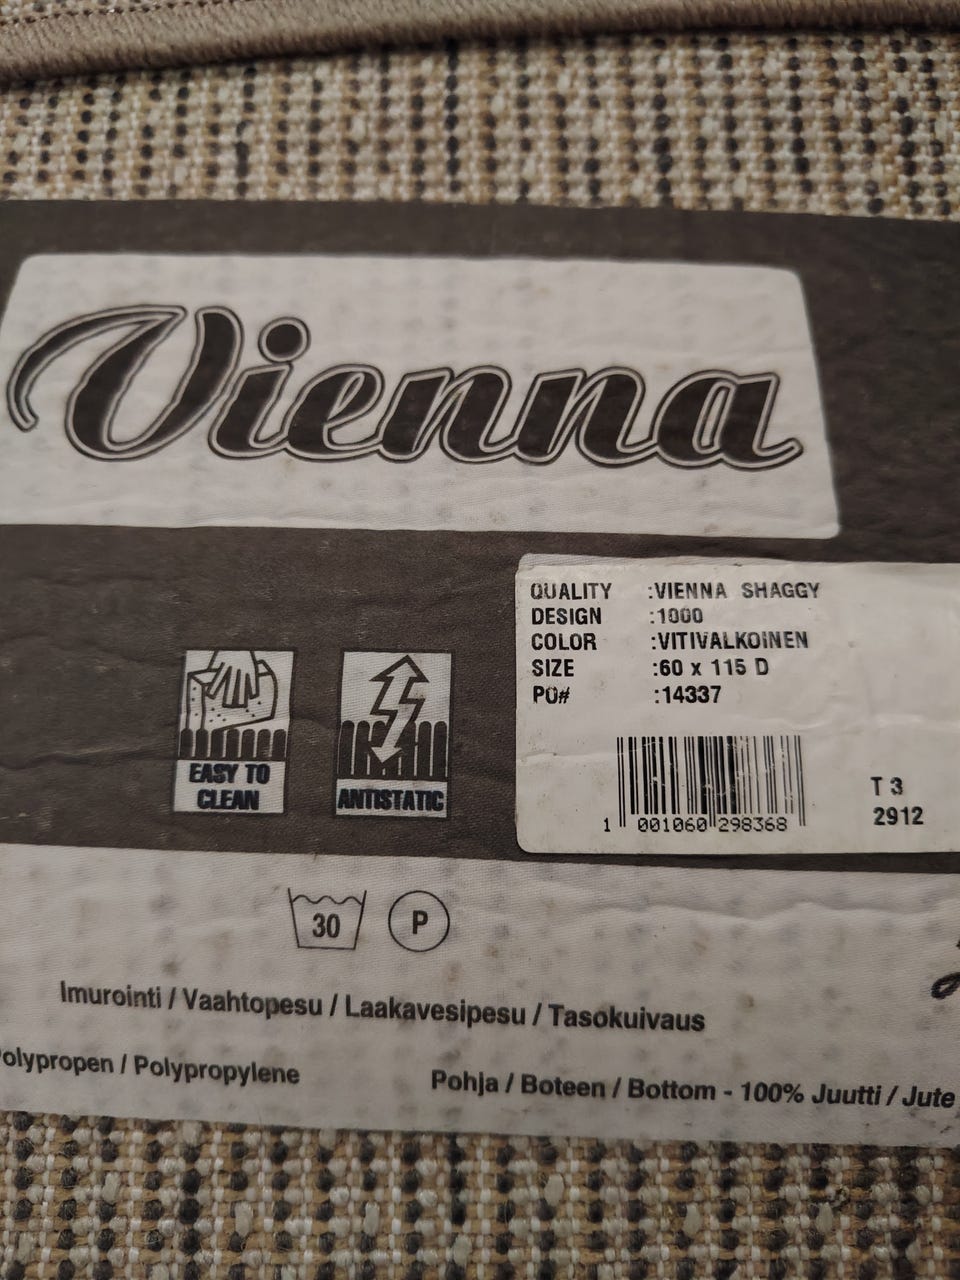 Vienna
QUALITY :VIENNA SHAGGY
DESIGN :1000
COLOR :VITIVALKOINEN
SIZE :60 x 115 D
PO# :14337
EASY TO
CLEAN
ANTISTATIC
1 001060 298368
T 3
2912
30 P
Imurointi / Vaahtopesu / Laakavesipesu / Tasokuivaus
olypropen / Polypropylene Pohja / Boteen / Bottom - 100% Juutti / Jute